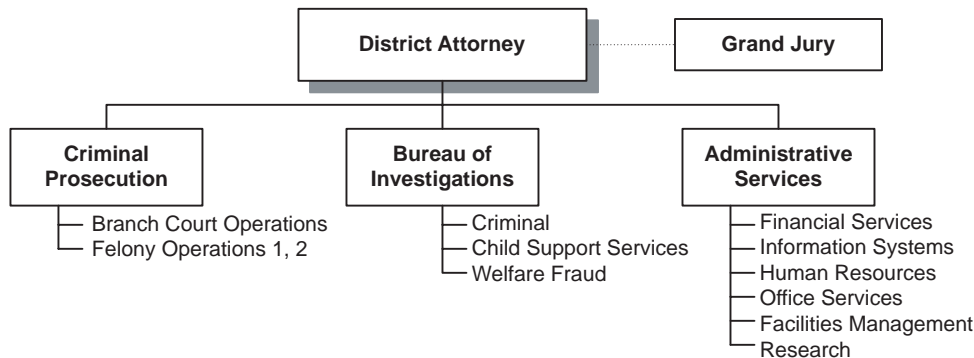 District Attorney
Grand Jury
Criminal
Prosecution
Branch Court Operations
Felony Operations 1, 2
Bureau of
Investigations
Criminal
Child Support Services
Welfare Fraud
Administrative
Services
Financial Services
Information Systems
Human Resources
Office Services
Facilities Management
Research